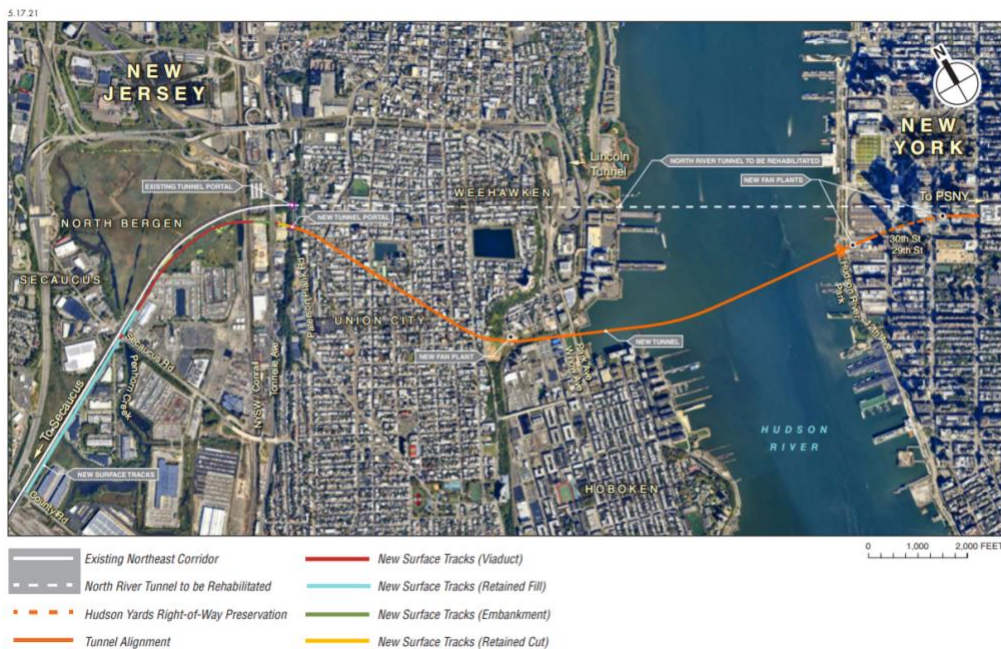 5.17.21
NEW
JERSEY
NEW
YORK
Lincoln
Tunnel
NORTH RIVER TUNNEL TO BE REHABILITATED
NEW FAN PLANTS
EXISTING TUNNEL PORTAL
WEEHAWKEN
To PSNY
NORTH BERGEN
NEW TUNNEL PORTAL
30th St
29th St
SECAUCUS
Hudson River
Park
12th Ave
UNION CITY
Secaucus Rd
Penhorn Creek
Tonnelle Ave
NEW FAN PLANT
NEW TUNNEL
Park Ave
To Secaucus
HUDSON
RIVER
NEW SURFACE TRACKS
HOBOKEN
County Rd
0 1,000 2,000 FEET
Existing Northeast Corridor
North River Tunnel to be Rehabilitated
Hudson Yards Right-of-Way Preservation
Tunnel Alignment
New Surface Tracks (Viaduct)
New Surface Tracks (Retained Fill)
New Surface Tracks (Embankment)
New Surface Tracks (Retained Cut)